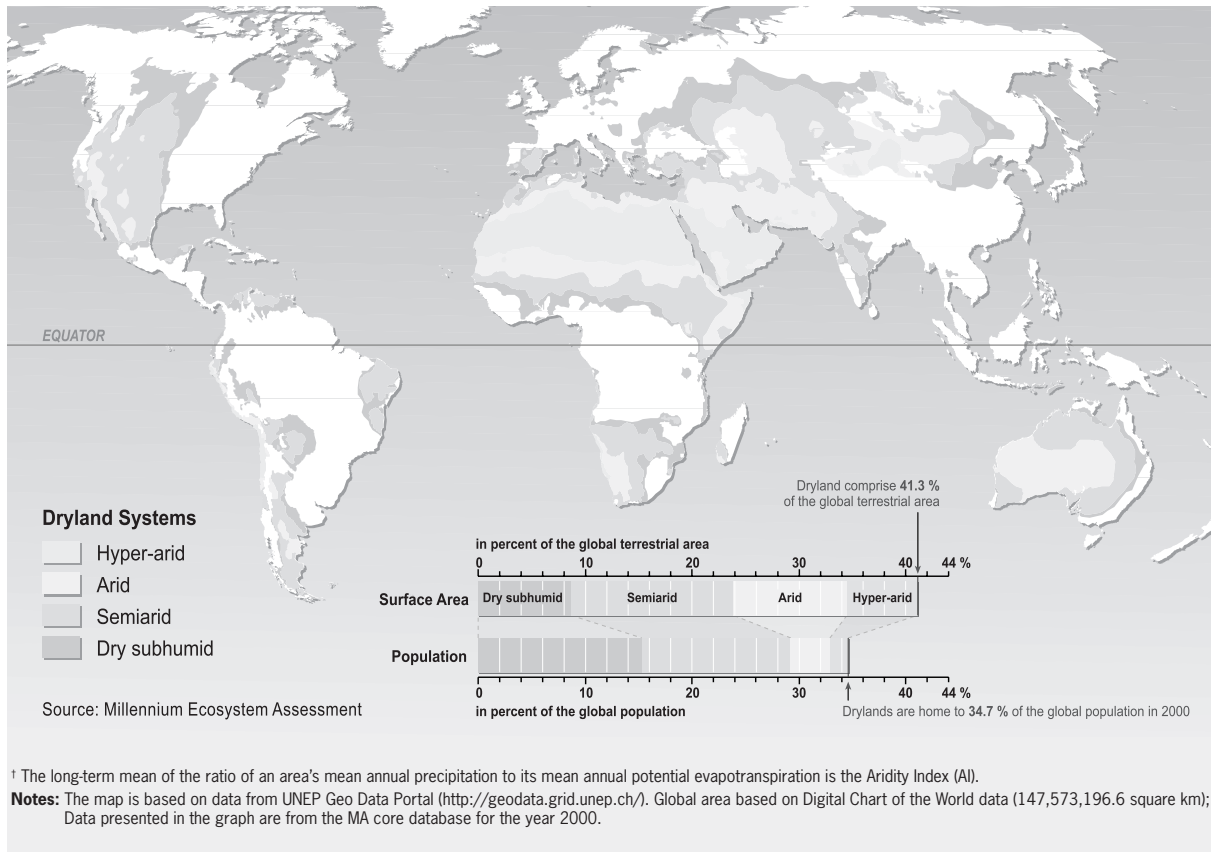 EQUATOR
Dryland Systems
Hyper-arid
Arid
Semiarid
Dry subhumid
Source: Millennium Ecosystem Assessment
Dryland comprise 41.3 %
of the global terrestrial area
in percent of the global terrestrial area
0 10 20 30 40 44 %
Surface Area Dry subhumid Semiarid Arid Hyper-arid
Population
0 10 20 30 40 44 %
in percent of the global population
Drylands are home to 34.7 % of the global population in 2000
† The long-term mean of the ratio of an area's mean annual precipitation to its mean annual potential evapotranspiration is the Aridity Index (AI).
Notes: The map is based on data from UNEP Geo Data Portal (http://geodata.grid.unep.ch/). Global area based on Digital Chart of the World data (147,573,196.6 square km);
Data presented in the graph are from the MA core database for the year 2000.